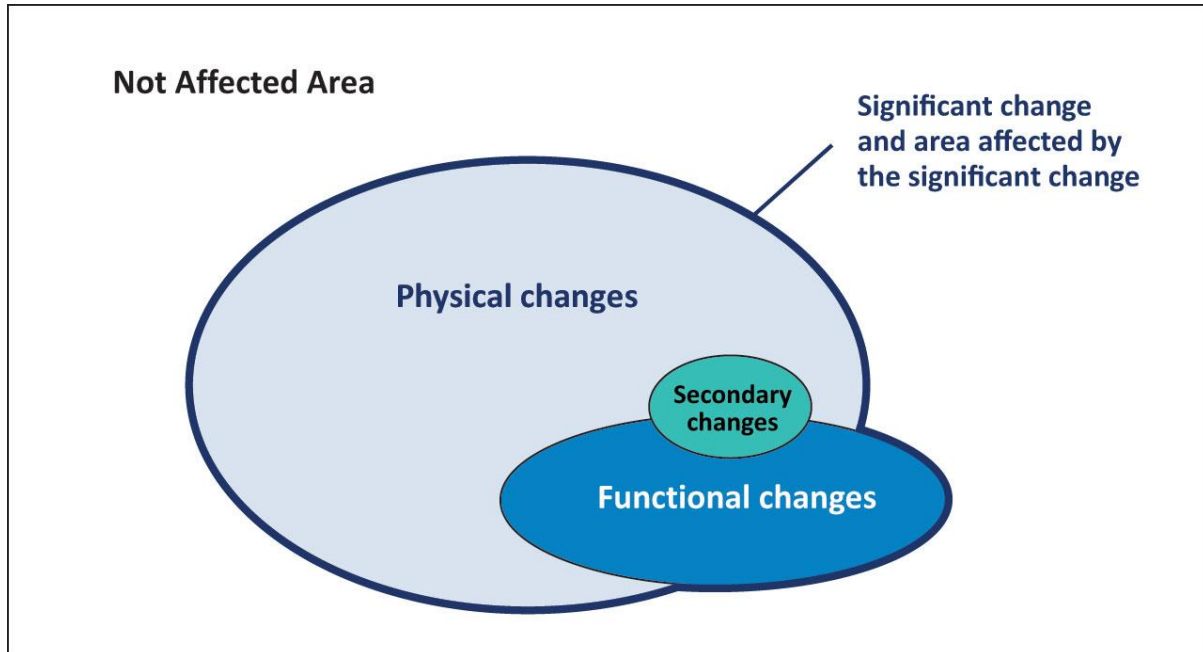 Not Affected Area
Significant change
and area affected by
the significant change
Physical changes
Secondary
changes
Functional changes